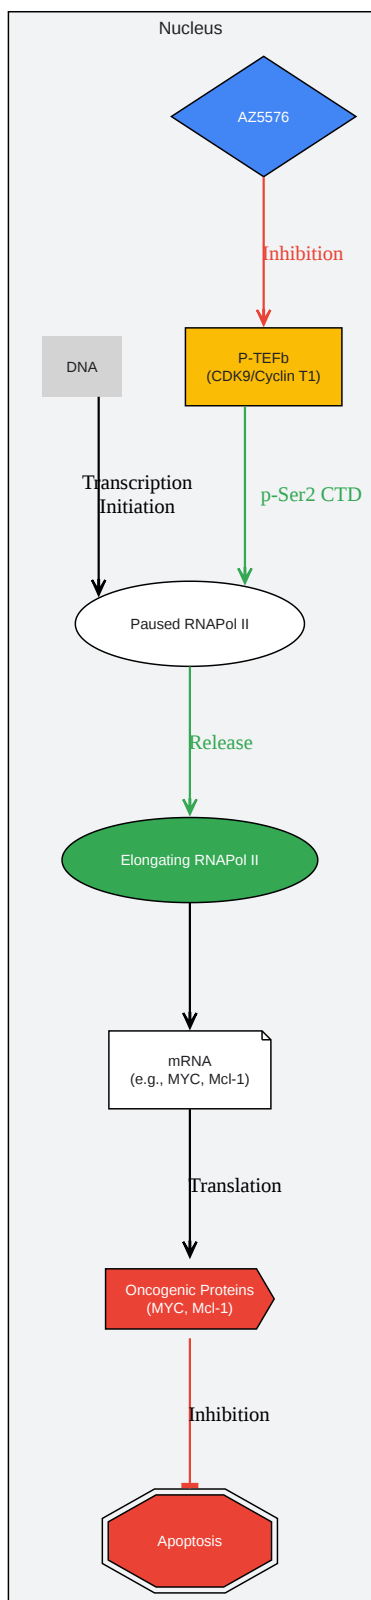 Nucleus
AZ5576
Inhibition
DNA
P-TEFb
(CDK9/Cyclin T1)
Transcription
Initiation
p-Ser2 CTD
Paused RNAPol II
Release
Elongating RNAPol II
mRNA
(e.g., MYC, Mcl-1)
Translation
Oncogenic Proteins
(MYC, Mcl-1)
Inhibition
Apoptosis